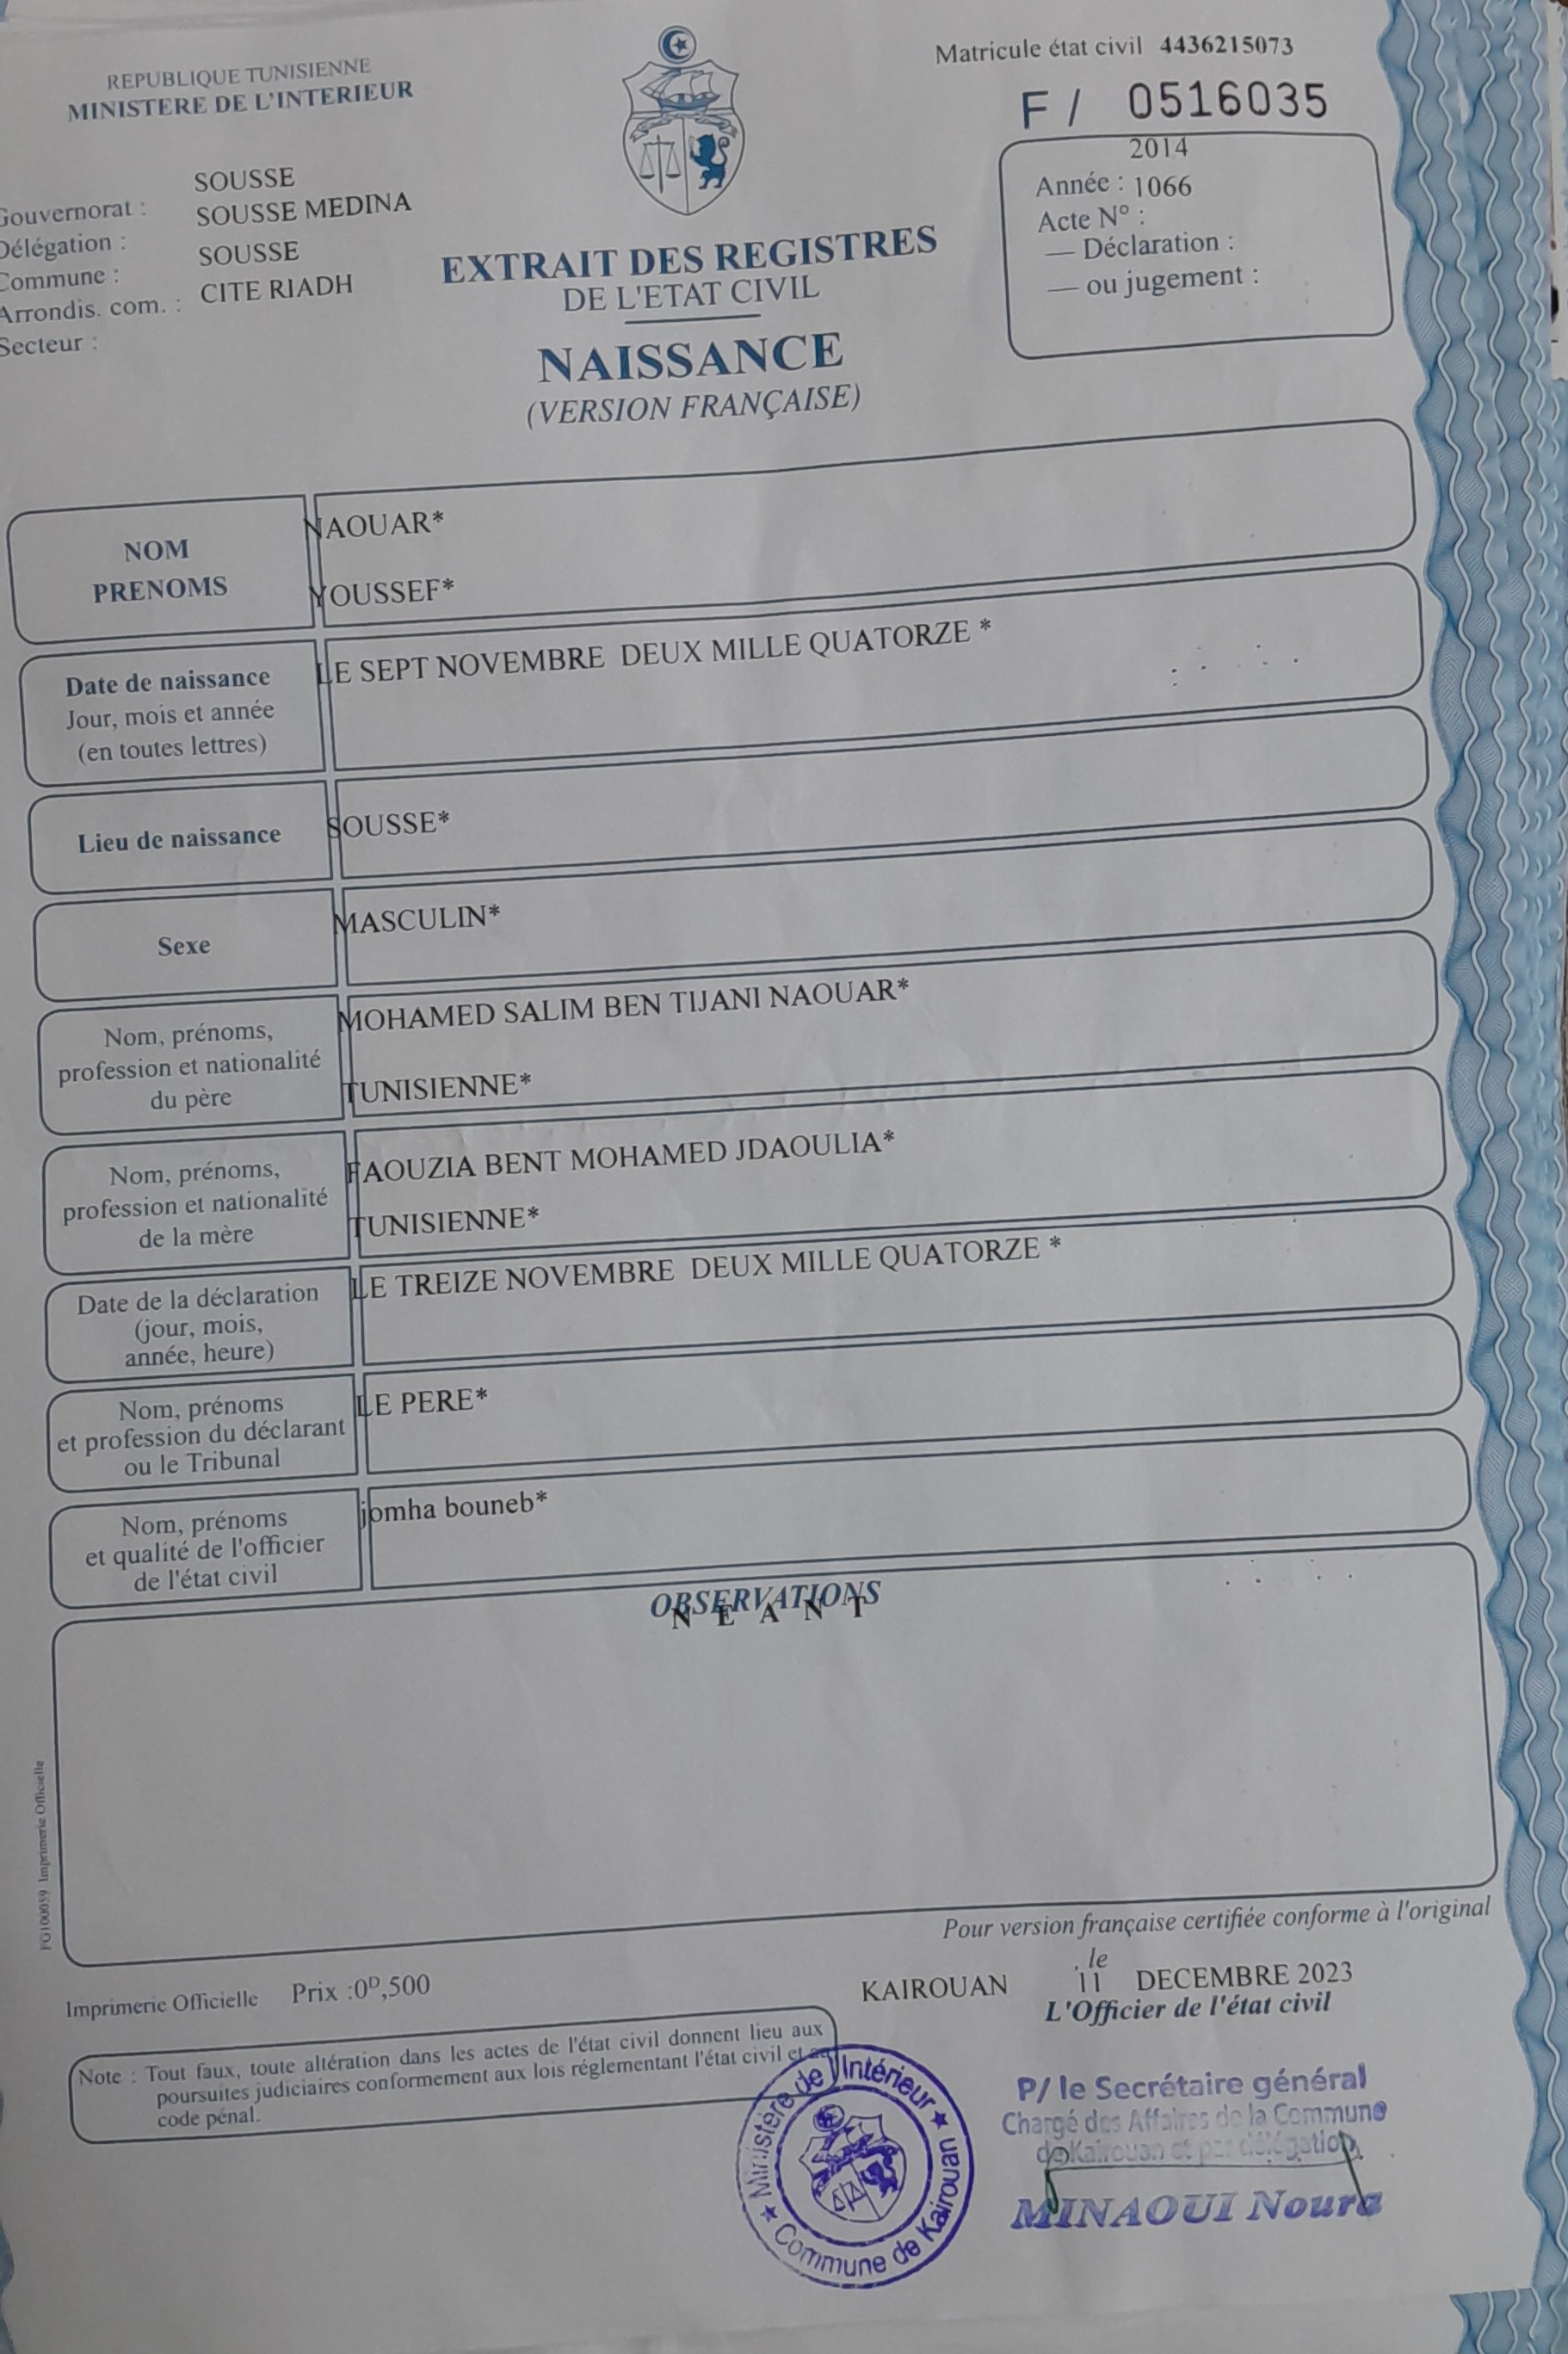 REPUBLIQUE TUNISIENNE
MINISTERE DE L'INTERIEUR
Matricule état civil 4436215073
F / 0516035
2014
Année : 1066
Acte N° :
— Déclaration :
— ou jugement :
SOUSSE
Gouvernorat : SOUSSE MEDINA
Délégation : SOUSSE
Commune : CITE RIADH
Arrondis. com. :
Secteur :
EXTRAIT DES REGISTRES
DE L'ETAT CIVIL
NAISSANCE
(VERSION FRANÇAISE)
NOM
PRENOMS
NAOUAR*
YOUSSEF*
Date de naissance
Jour, mois et année
(en toutes lettres)
LE SEPT NOVEMBRE DEUX MILLE QUATORZE *
Lieu de naissance
SOUSSE*
Sexe
MASCULIN*
Nom, prénoms,
profession et nationalité
du père
MOHAMED SALIM BEN TIJANI NAOUAR*
TUNISIENNE*
Nom, prénoms,
profession et nationalité
de la mère
FAOUZIA BENT MOHAMED JDAOULIA*
TUNISIENNE*
Date de la déclaration
(jour, mois,
année, heure)
LE TREIZE NOVEMBRE DEUX MILLE QUATORZE *
Nom, prénoms
et profession du déclarant
ou le Tribunal
LE PERE*
Nom, prénoms
et qualité de l'officier
de l'état civil
jomha bouneb*
OBSERVATIONS
N E A N T
FG100059 Imprimerie Officielle
Pour version française certifiée conforme à l'original
Imprimerie Officielle Prix :0ᴰ,500
KAIROUAN , le 11 DECEMBRE 2023
L'Officier de l'état civil
Note : Tout faux, toute altération dans les actes de l'état civil donnent lieu aux
poursuites judiciaires conformement aux lois réglementant l'état civil et au
code pénal.
Ministère de l'Intérieur ★ Commune de Kairouan ★
P/ le Secrétaire général
Chargé des Affaires de la Commune
de Kairouan et par délégation
MINAOUI Noura